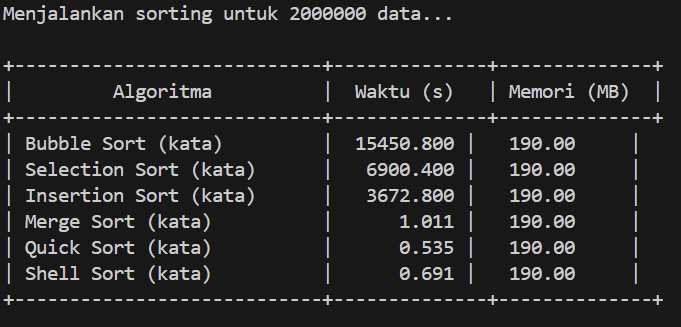 Menjalankan sorting untuk 2000000 data...
+----------------------------+--------------+--------------+
|         Algoritma          |  Waktu (s)   | Memori (MB)  |
+----------------------------+--------------+--------------+
| Bubble Sort (kata)         |  15450.800 |   190.00     |
| Selection Sort (kata)      |   6900.400 |   190.00     |
| Insertion Sort (kata)      |   3672.800 |   190.00     |
| Merge Sort (kata)          |      1.011 |   190.00     |
| Quick Sort (kata)          |      0.535 |   190.00     |
| Shell Sort (kata)          |      0.691 |   190.00     |
+----------------------------+--------------+--------------+